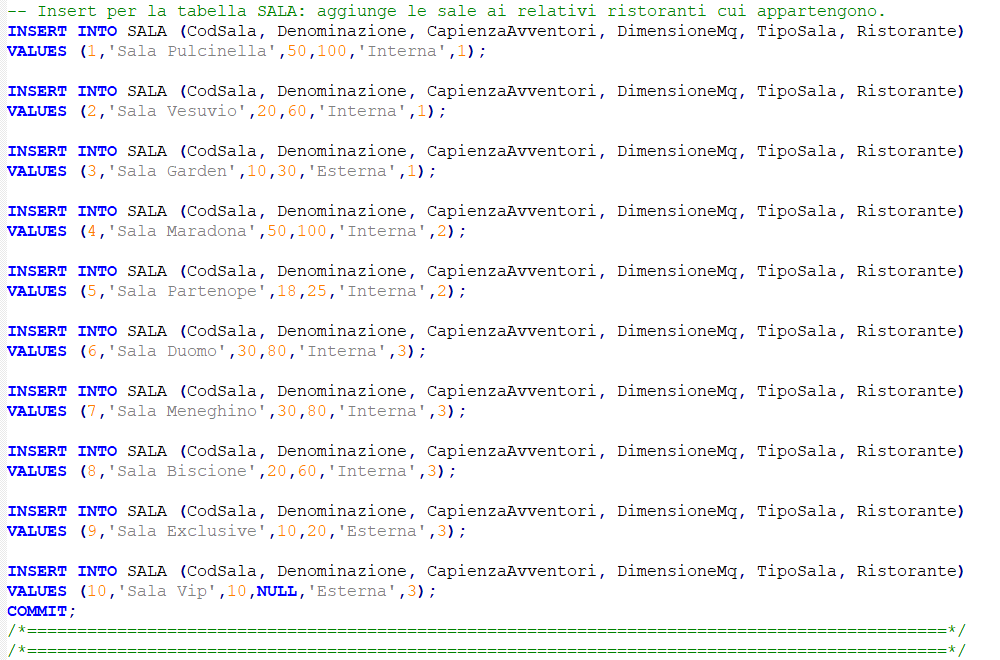 -- Insert per la tabella SALA: aggiunge le sale ai relativi ristoranti cui appartengono.
INSERT INTO SALA (CodSala, Denominazione, CapienzaAvventori, DimensioneMq, TipoSala, Ristorante)
VALUES (1,'Sala Pulcinella',50,100,'Interna',1);
INSERT INTO SALA (CodSala, Denominazione, CapienzaAvventori, DimensioneMq, TipoSala, Ristorante)
VALUES (2,'Sala Vesuvio',20,60,'Interna',1);
INSERT INTO SALA (CodSala, Denominazione, CapienzaAvventori, DimensioneMq, TipoSala, Ristorante)
VALUES (3,'Sala Garden',10,30,'Esterna',1);
INSERT INTO SALA (CodSala, Denominazione, CapienzaAvventori, DimensioneMq, TipoSala, Ristorante)
VALUES (4,'Sala Maradona',50,100,'Interna',2);
INSERT INTO SALA (CodSala, Denominazione, CapienzaAvventori, DimensioneMq, TipoSala, Ristorante)
VALUES (5,'Sala Partenope',18,25,'Interna',2);
INSERT INTO SALA (CodSala, Denominazione, CapienzaAvventori, DimensioneMq, TipoSala, Ristorante)
VALUES (6,'Sala Duomo',30,80,'Interna',3);
INSERT INTO SALA (CodSala, Denominazione, CapienzaAvventori, DimensioneMq, TipoSala, Ristorante)
VALUES (7,'Sala Meneghino',30,80,'Interna',3);
INSERT INTO SALA (CodSala, Denominazione, CapienzaAvventori, DimensioneMq, TipoSala, Ristorante)
VALUES (8,'Sala Biscione',20,60,'Interna',3);
INSERT INTO SALA (CodSala, Denominazione, CapienzaAvventori, DimensioneMq, TipoSala, Ristorante)
VALUES (9,'Sala Exclusive',10,20,'Esterna',3);
INSERT INTO SALA (CodSala, Denominazione, CapienzaAvventori, DimensioneMq, TipoSala, Ristorante)
VALUES (10,'Sala Vip',10,NULL,'Esterna',3);
COMMIT;
/*============================================================================================*/
/*============================================================================================*/